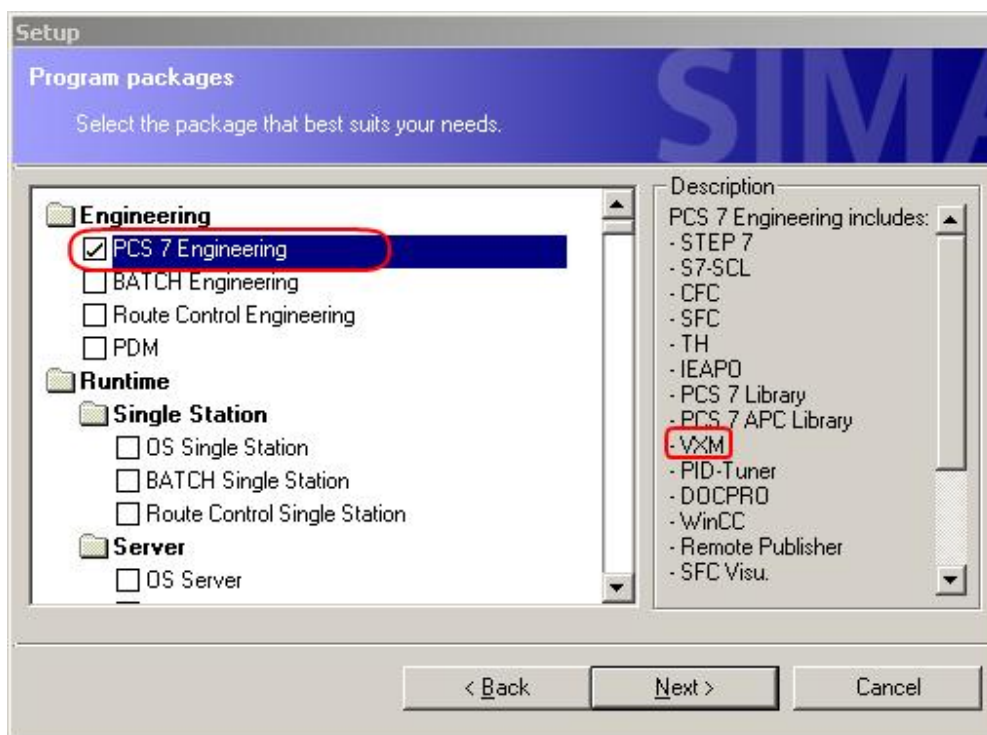 Setup
Program packages
Select the package that best suits your needs.
SIMA
Engineering
PCS 7 Engineering
BATCH Engineering
Route Control Engineering
PDM
Runtime
Single Station
OS Single Station
BATCH Single Station
Route Control Single Station
Server
OS Server
Description
PCS 7 Engineering includes:
- STEP 7
- S7-SCL
- CFC
- SFC
- TH
- IEAPO
- PCS 7 Library
- PCS 7 APC Library
- VXM
- PID-Tuner
- DOCPRO
- WinCC
- Remote Publisher
- SFC Visu.
< Back
Next >
Cancel